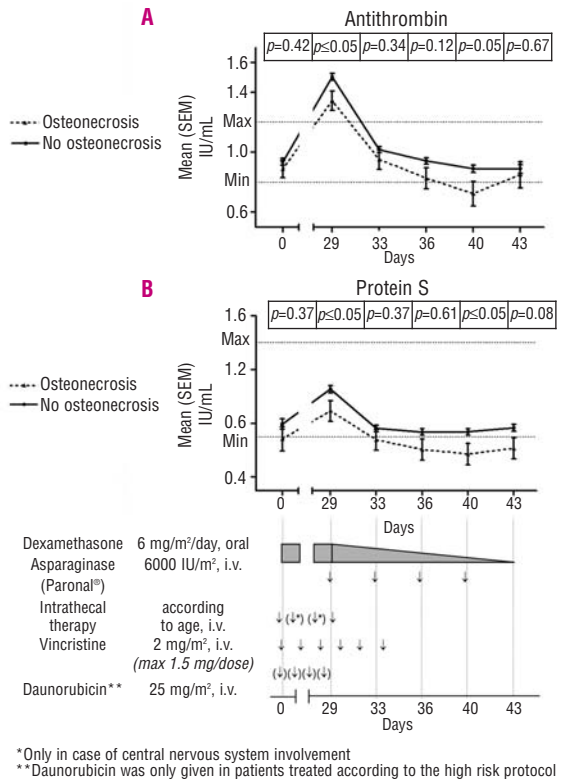 A
Antithrombin
p=0.42 p≤0.05 p=0.34 p=0.12 p=0.05 p=0.67
Osteonecrosis
No osteonecrosis
Mean (SEM)
IU/mL
1.6
1.4
Max
1.0
Min
0.6
0 29 33 36 40 43
Days
B
Protein S
p=0.37 p≤0.05 p=0.37 p=0.61 p≤0.05 p=0.08
Osteonecrosis
No osteonecrosis
Mean (SEM)
IU/mL
1.6
Max
1.2
0.6
Min
0.4
0 29 33 36 40 43
Days
Dexamethasone 6 mg/m²/day, oral
Asparaginase 6000 IU/m², i.v.
(Paronal®)
Intrathecal according
therapy to age, i.v.
↓ (↓*) (↓*) ↓
Vincristine 2 mg/m², i.v.
(max 1.5 mg/dose)
(↓)(↓)(↓)(↓)
Daunorubicin** 25 mg/m², i.v.
0 29 33 36 40 43
Days
*Only in case of central nervous system involvement
**Daunorubicin was only given in patients treated according to the high risk protocol